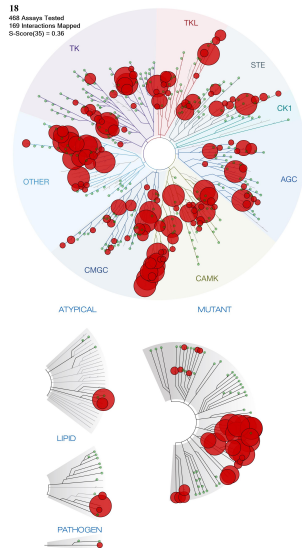 18
468 Assays Tested
169 Interactions Mapped
S-Score(35) = 0.36
TKL
TK
STE
CK1
AGC
OTHER
CMGC
CAMK
ATYPICAL
MUTANT
LIPID
PATHOGEN